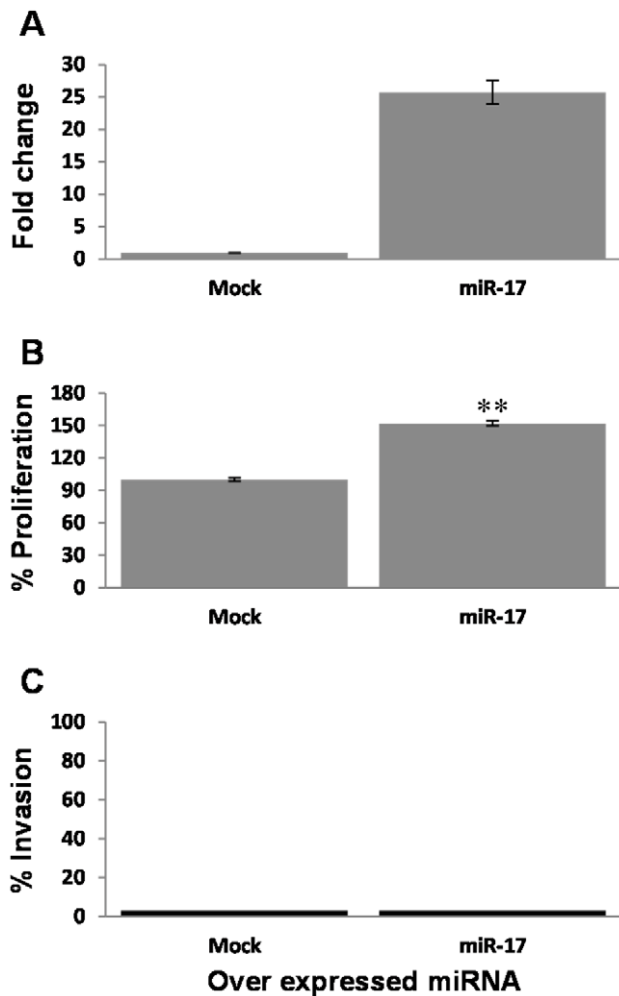 A
Fold change
30
25
20
15
10
5
0
Mock miR-17
B
% Proliferation
180
150
120
90
60
30
0
**
Mock miR-17
C
% Invasion
100
80
60
40
20
0
Mock miR-17
Over expressed miRNA